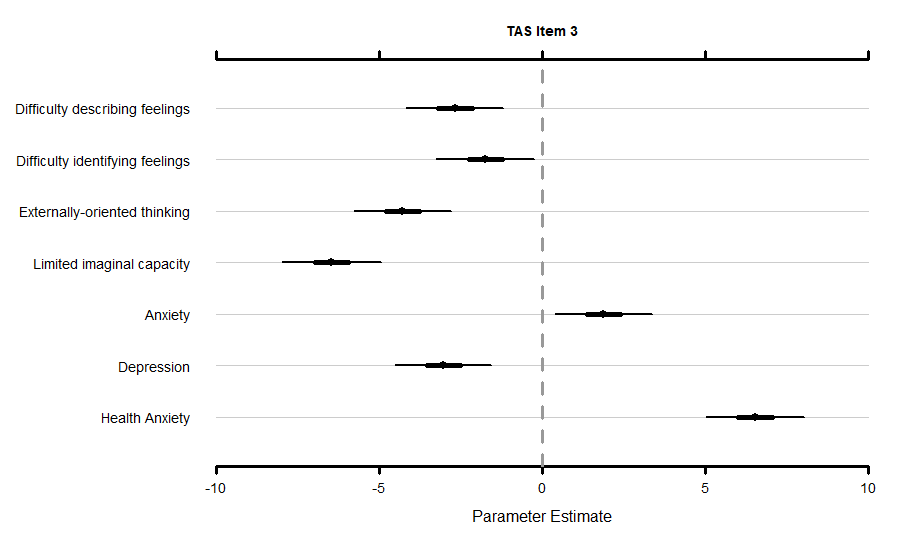 TAS Item 3
Difficulty describing feelings
Difficulty identifying feelings
Externally-oriented thinking
Limited imaginal capacity
Anxiety
Depression
Health Anxiety
-10 -5 0 5 10
Parameter Estimate